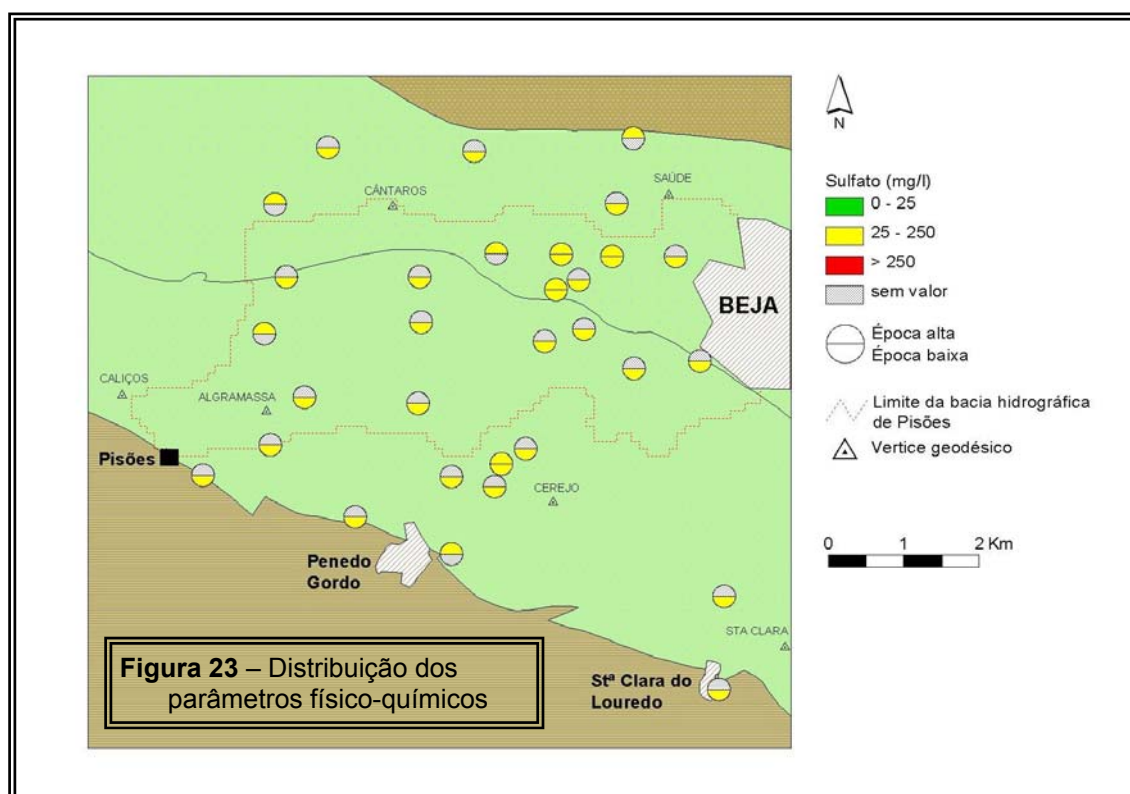 SAÚDE
CÂNTAROS
BEJA
CALIÇOS
ALGRAMASSA
Pisões
CEREJO
Penedo
Gordo
STA CLARA
Stª Clara do
Louredo
Figura 23 – Distribuição dos
parâmetros físico-químicos
N
Sulfato (mg/l)
0 - 25
25 - 250
> 250
sem valor
Época alta
Época baixa
Limite da bacia hidrográfica
de Pisões
Vertice geodésico
0 1 2 Km